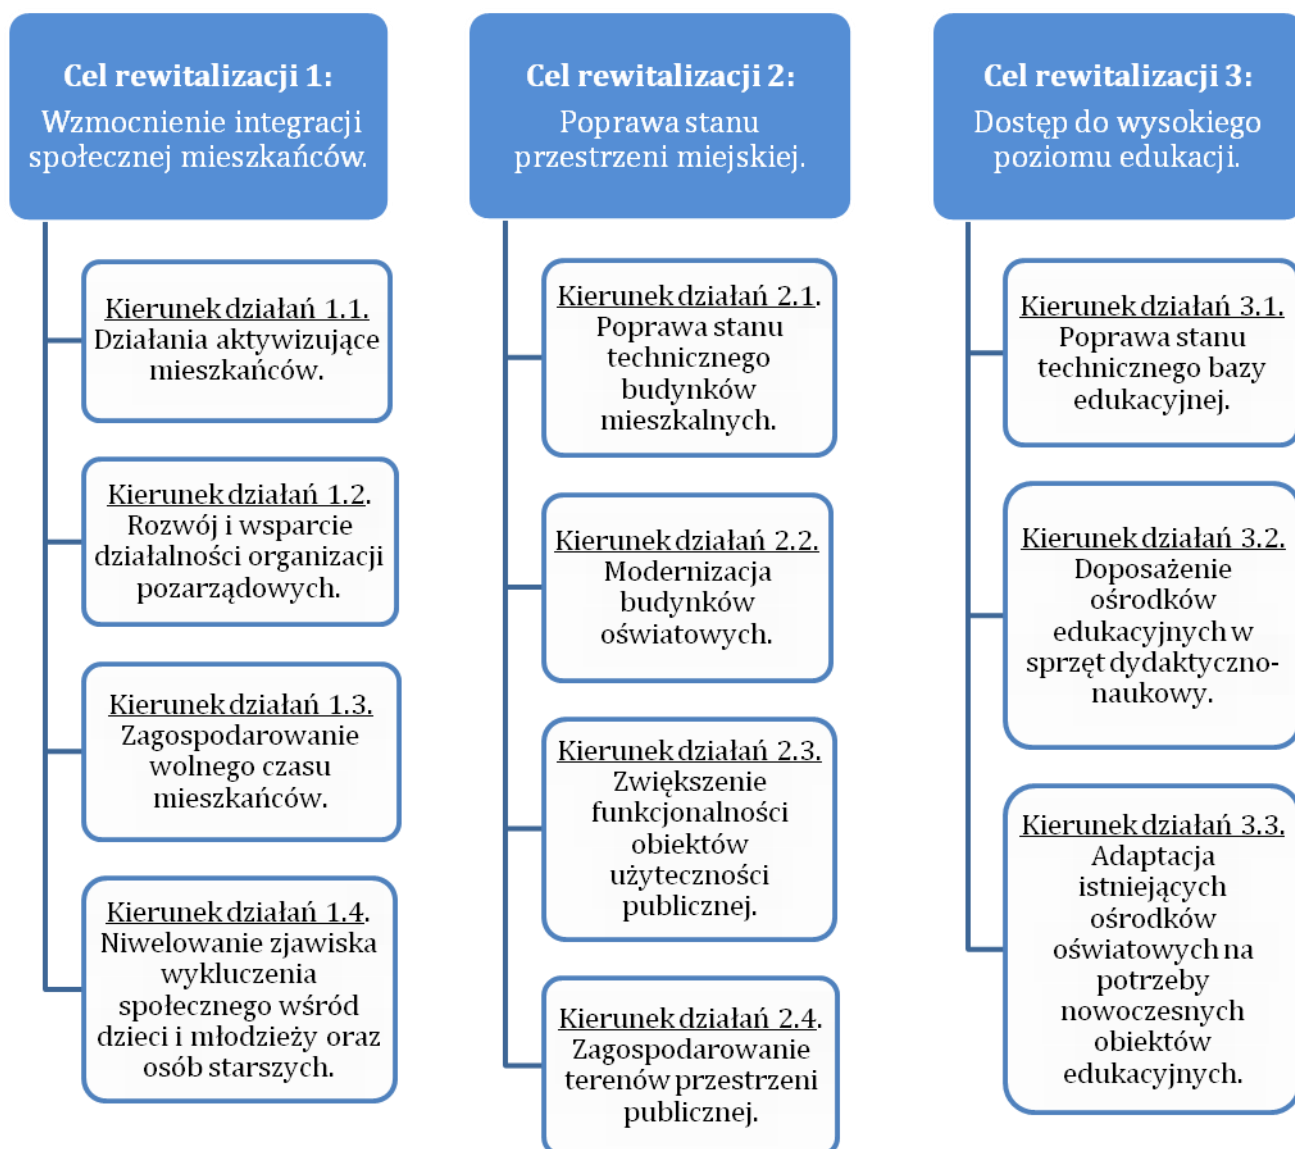 Cel rewitalizacji 1:
Wzmocnienie integracji
społecznej mieszkańców.
Kierunek działań 1.1.
Działania aktywizujące
mieszkańców.
Kierunek działań 1.2.
Rozwój i wsparcie
działalności organizacji
pozarządowych.
Kierunek działań 1.3.
Zagospodarowanie
wolnego czasu
mieszkańców.
Kierunek działań 1.4.
Niwelowanie zjawiska
wykluczenia
społecznego wśród
dzieci i młodzieży oraz
osób starszych.
Cel rewitalizacji 2:
Poprawa stanu
przestrzeni miejskiej.
Kierunek działań 2.1.
Poprawa stanu
technicznego
budynków
mieszkalnych.
Kierunek działań 2.2.
Modernizacja
budynków
oświatowych.
Kierunek działań 2.3.
Zwiększenie
funkcjonalności
obiektów
użyteczności
publicznej.
Kierunek działań 2.4.
Zagospodarowanie
terenów przestrzeni
publicznej.
Cel rewitalizacji 3:
Dostęp do wysokiego
poziomu edukacji.
Kierunek działań 3.1.
Poprawa stanu
technicznego bazy
edukacyjnej.
Kierunek działań 3.2.
Doposażenie
ośrodków
edukacyjnych w
sprzęt dydaktyczno-
naukowy.
Kierunek działań 3.3.
Adaptacja
istniejących
ośrodków
oświatowych na
potrzeby
nowoczesnych
obiektów
edukacyjnych.